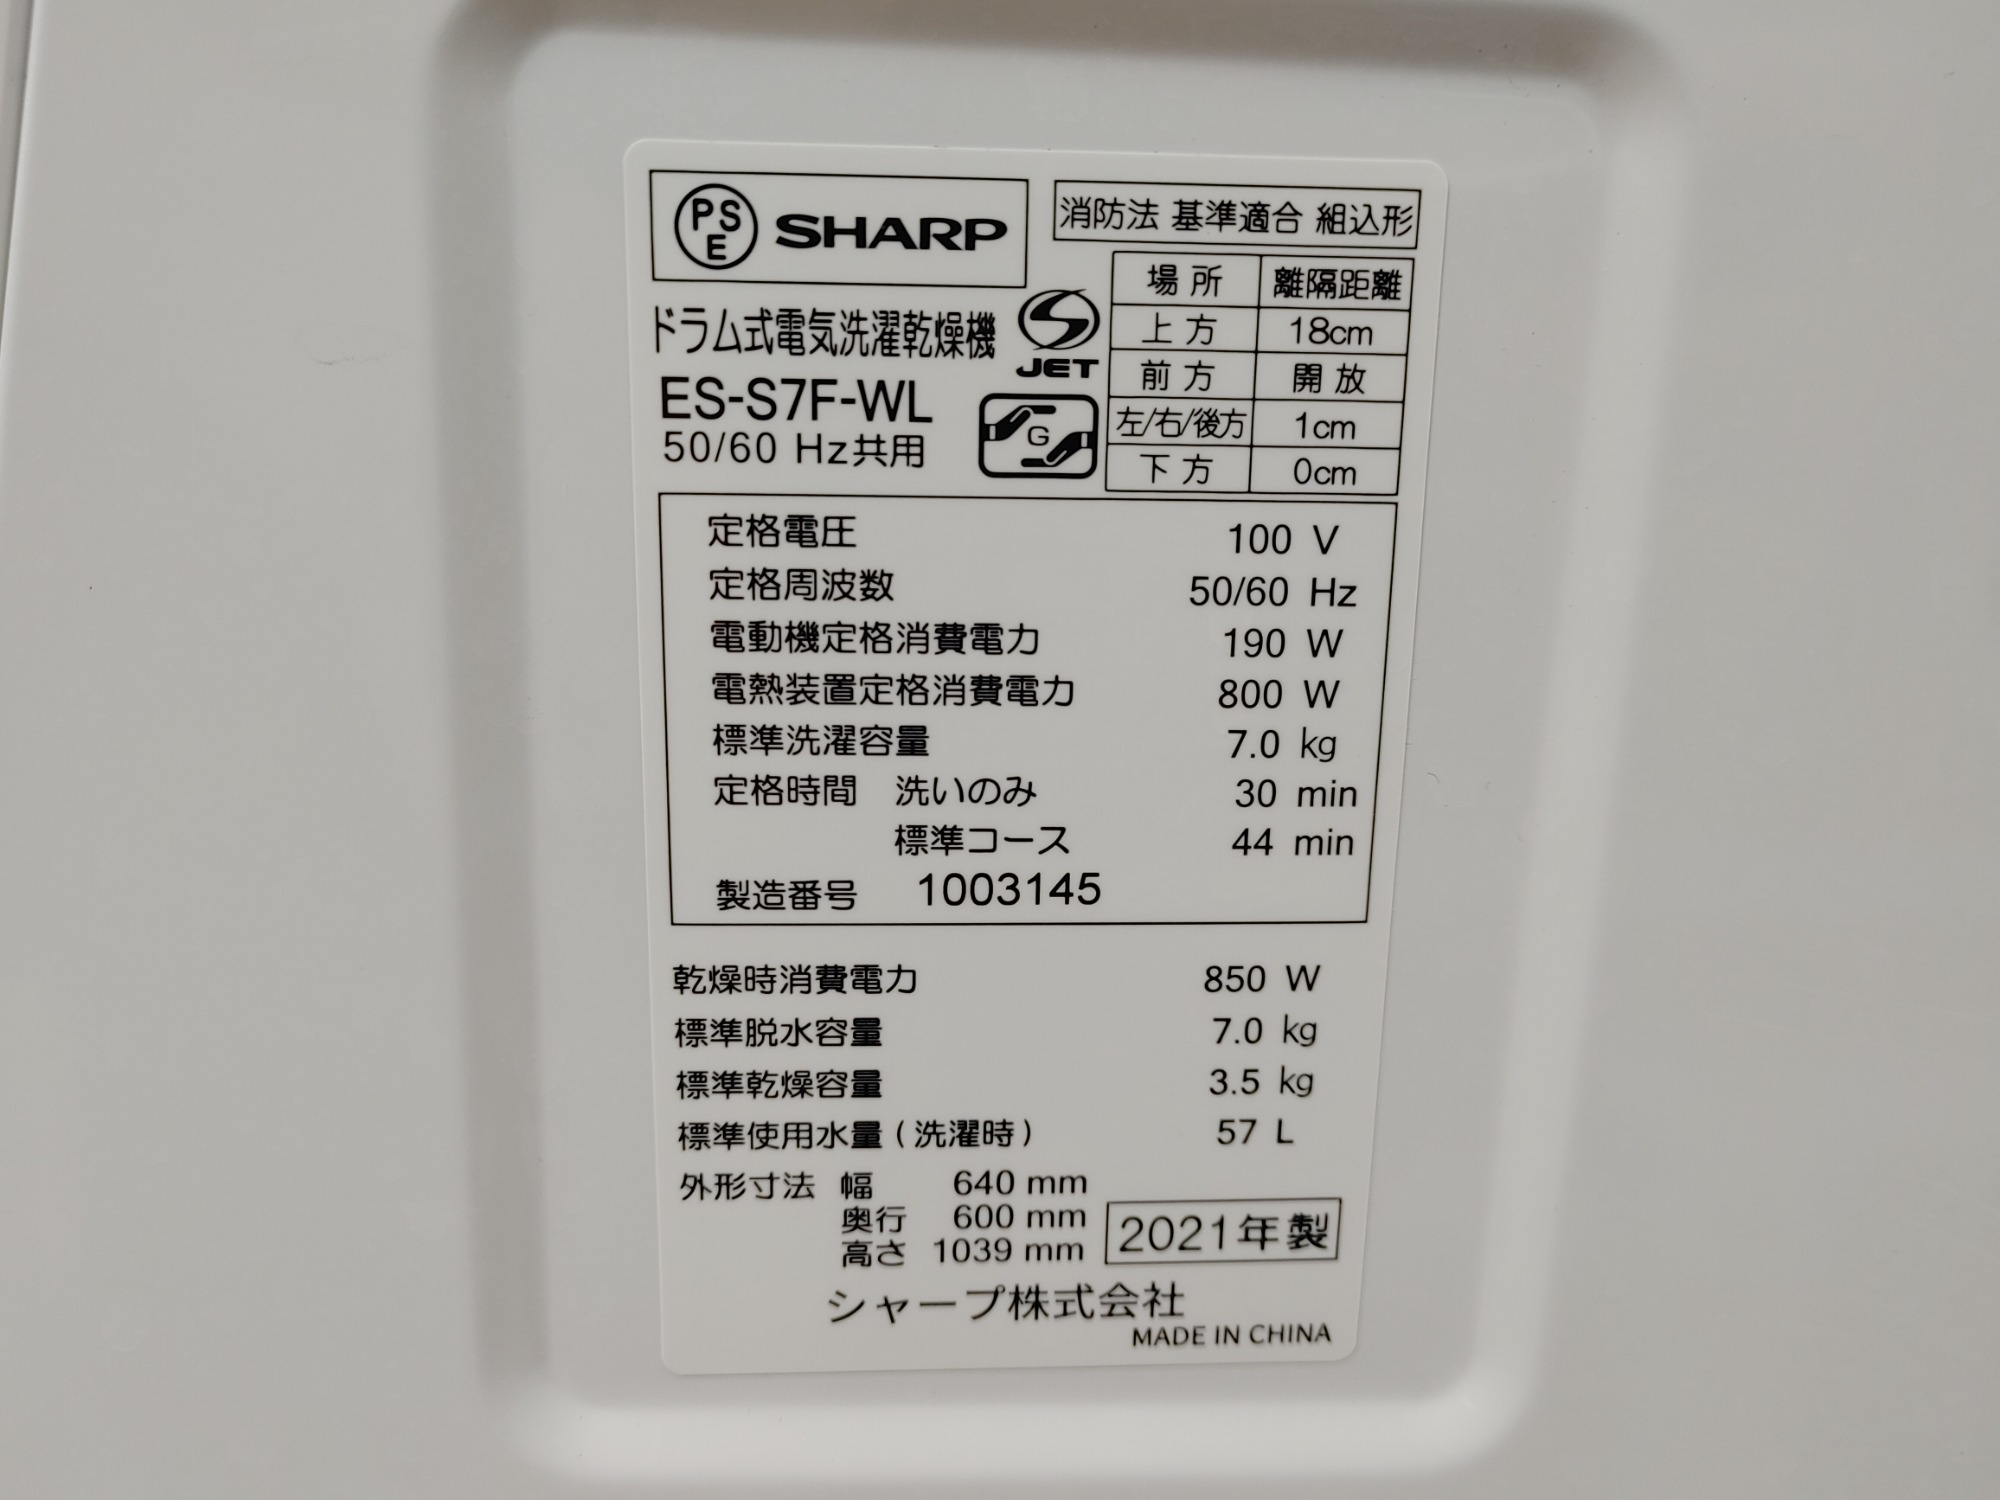 PSE SHARP
消防法 基準適合 組込形
場所 離隔距離
上方 18cm
前方 開放
左/右/後方 1cm
下方 0cm
ドラム式電気洗濯乾燥機
S JET
ES-S7F-WL
50/60 Hz共用
G
定格電圧 100 V
定格周波数 50/60 Hz
電動機定格消費電力 190 W
電熱装置定格消費電力 800 W
標準洗濯容量 7.0 kg
定格時間 洗いのみ 30 min
標準コース 44 min
製造番号 1003145
乾燥時消費電力 850 W
標準脱水容量 7.0 kg
標準乾燥容量 3.5 kg
標準使用水量(洗濯時) 57 L
外形寸法 幅 640 mm
奥行 600 mm
高さ 1039 mm
2021年製
シャープ株式会社
MADE IN CHINA